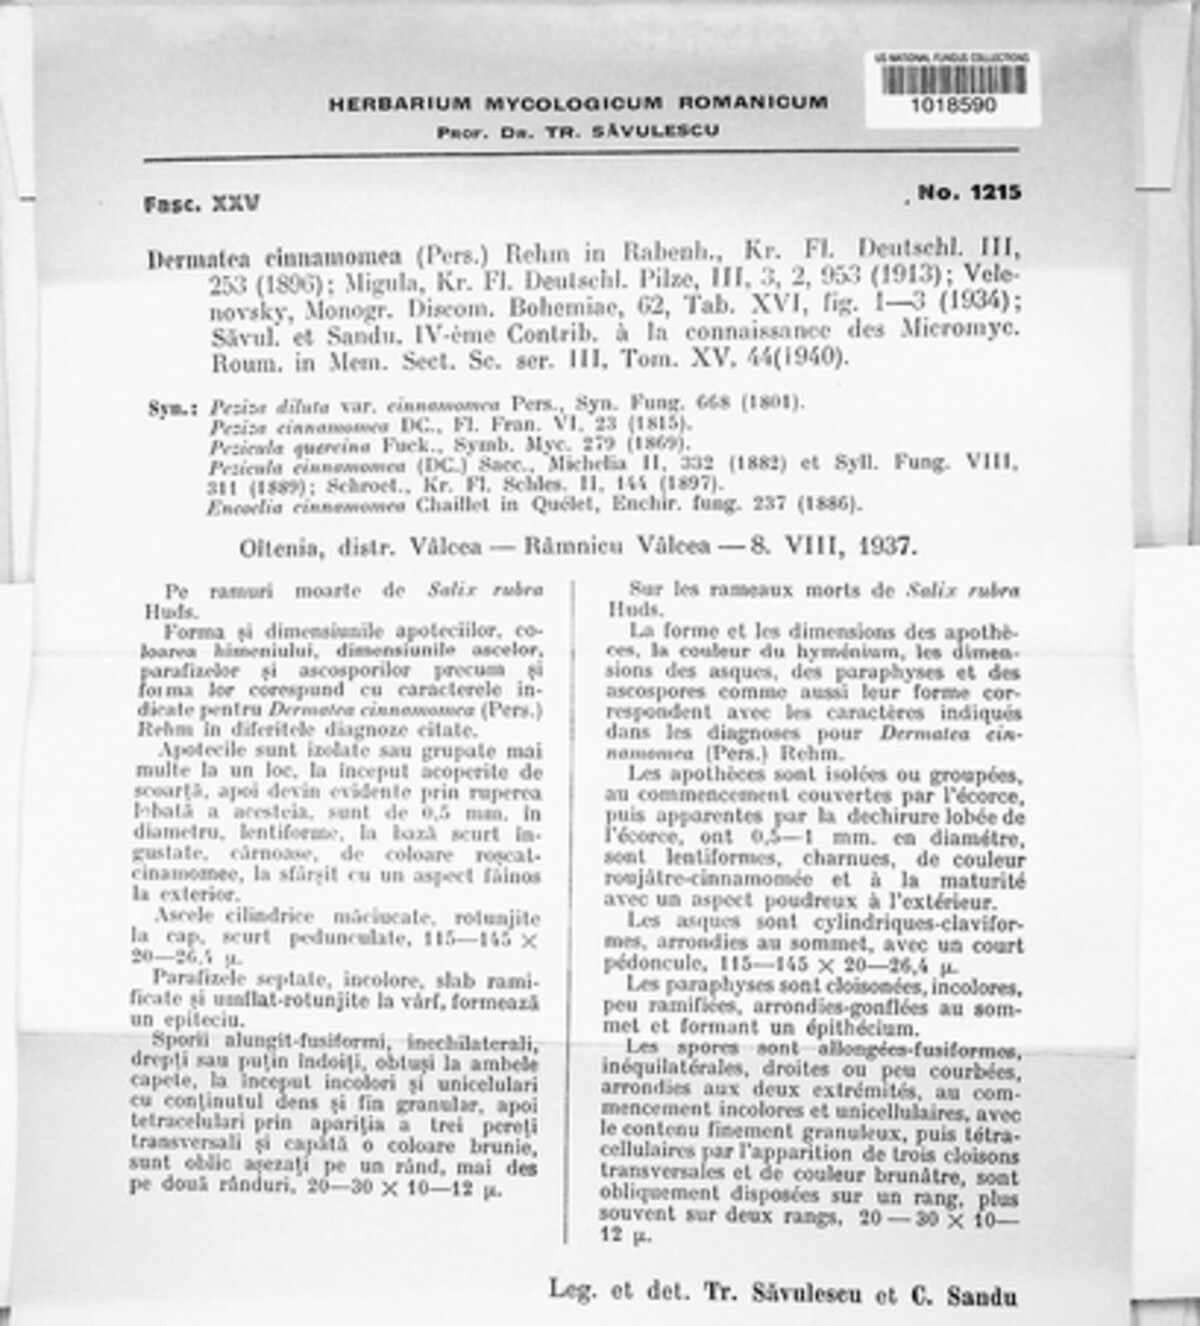 US NATIONAL FUNGUS COLLECTIONS
1018590
HERBARIUM MYCOLOGICUM ROMANICUM
PROF. DR. TR. SĂVULESCU
Fasc. XXV
No. 1215
Dermatea cinnamomea (Pers.) Rehm in Rabenh., Kr. Fl. Deutschl. III,
253 (1896); Migula, Kr. Fl. Deutschl. Pilze, III, 3, 2, 953 (1913); Vele-
novsky, Monogr. Discom. Bohemiae, 62, Tab. XVI, fig. 1—3 (1934);
Săvul. et Sandu, IV-ème Contrib. à la connaissance des Micromyc.
Roum. in Mem. Sect. Sc. ser. III, Tom. XV, 44(1940).
Syn.: Peziza diluta var. cinnamomea Pers., Syn. Fung. 668 (1801).
Peziza cinnamomea DC., Fl. Fran. VI, 23 (1815).
Pezicula quercina Fuck., Symb. Myc. 279 (1869).
Pezicula cinnamomea (DC.) Sacc., Michelia II, 332 (1882) et Syll. Fung. VIII,
311 (1889); Schroet., Kr. Fl. Schles. II, 144 (1897).
Encoelia cinnamomea Chaillet in Quélet, Enchir. fung. 237 (1886).
Oltenia, distr. Vâlcea — Râmnicu Vâlcea — 8. VIII, 1937.
Pe ramuri moarte de Salix rubra
Huds.
Forma și dimensiunile apoteciilor, co-
loarea himeniului, dimensiunile ascelor,
parafizelor și ascosporilor precum și
forma lor corespund cu caracterele in-
dicate pentru Dermatea cinnamomea (Pers.)
Rehm în diferitele diagnoze citate.
Apotecile sunt izolate sau grupate mai
multe la un loc, la început acoperite de
scoarță, apoi devin evidente prin ruperea
lobată a acesteia, sunt de 0,5 mm. în
diametru, lentiforme, la bază scurt în-
gustate, cărnoase, de coloare roșcat-
cinamomee, la sfârșit cu un aspect făinos
la exterior.
Ascele cilindrice măciucate, rotunjite
la cap, scurt pedunculate, 115—145 ×
20—26,4 μ.
Parafizele septate, incolore, slab rami-
ficate și umflat-rotunjite la vârf, formează
un epiteciu.
Sporii alungit-fusiformi, inechilaterali,
drepți sau puțin îndoiți, obtuși la ambele
capete, la început incolori și unicelulari
cu conținutul dens și fin granular, apoi
tetracelulari prin apariția a trei pereți
transversali și capătă o coloare brunie,
sunt oblic așezați pe un rând, mai des
pe două rânduri, 20—30 × 10—12 μ.
Sur les rameaux morts de Salix rubra
Huds.
La forme et les dimensions des apothè-
ces, la couleur du hyménium, les dimen-
sions des asques, des paraphyses et des
ascospores comme aussi leur forme cor-
respondent avec les caractères indiqués
dans les diagnoses pour Dermatea cin-
namomea (Pers.) Rehm.
Les apothèces sont isolées ou groupées,
au commencement couvertes par l'écorce,
puis apparentes par la dechirure lobée de
l'écorce, ont 0,5—1 mm. en diamétre,
sont lentiformes, charnues, de couleur
roujâtre-cinnamomée et à la maturité
avec un aspect poudreux à l'extérieur.
Les asques sont cylindriques-clavifor-
mes, arrondies au sommet, avec un court
pédoncule, 115—145 × 20—26,4 μ.
Les paraphyses sont cloisonées, incolores,
peu ramifiées, arrondies-gonflées au som-
met et formant un épithécium.
Les spores sont allongées-fusiformes,
inéquilatérales, droites ou peu courbées,
arrondies aux deux extrémités, au com-
mencement incolores et unicellulaires, avec
le contenu finement granuleux, puis tétra-
cellulaires par l'apparition de trois cloisons
transversales et de couleur brunâtre, sont
obliquement disposées sur un rang, plus
souvent sur deux rangs, 20—30 × 10—
12 μ.
Leg. et det. Tr. Săvulescu et C. Sandu